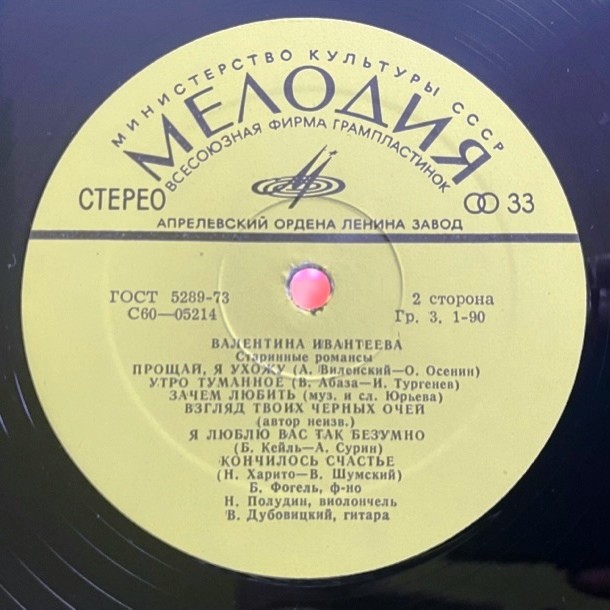 МИНИСТЕРСТВО КУЛЬТУРЫ СССР
МЕЛОДИЯ
ВСЕСОЮЗНАЯ ФИРМА ГРАМПЛАСТИНОК
СТЕРЕО
33
АПРЕЛЕВСКИЙ ОРДЕНА ЛЕНИНА ЗАВОД
ГОСТ 5289-73
2 сторона
С60—05214
Гр. 3. 1-90
ВАЛЕНТИНА ИВАНТЕЕВА
Старинные романсы
ПРОЩАЙ, Я УХОЖУ (А. Виленский—О. Осенин)
УТРО ТУМАННОЕ (В. Абаза—И. Тургенев)
ЗАЧЕМ ЛЮБИТЬ (муз. и сл. Юрьева)
ВЗГЛЯД ТВОИХ ЧЕРНЫХ ОЧЕЙ
(автор неизв.)
Я ЛЮБЛЮ ВАС ТАК БЕЗУМНО
(Б. Кейль—А. Сурин)
КОНЧИЛОСЬ СЧАСТЬЕ
(Н. Харито—В. Шумский)
Б. Фогель, ф-но
Н. Полудин, виолончель
В. Дубовицкий, гитара